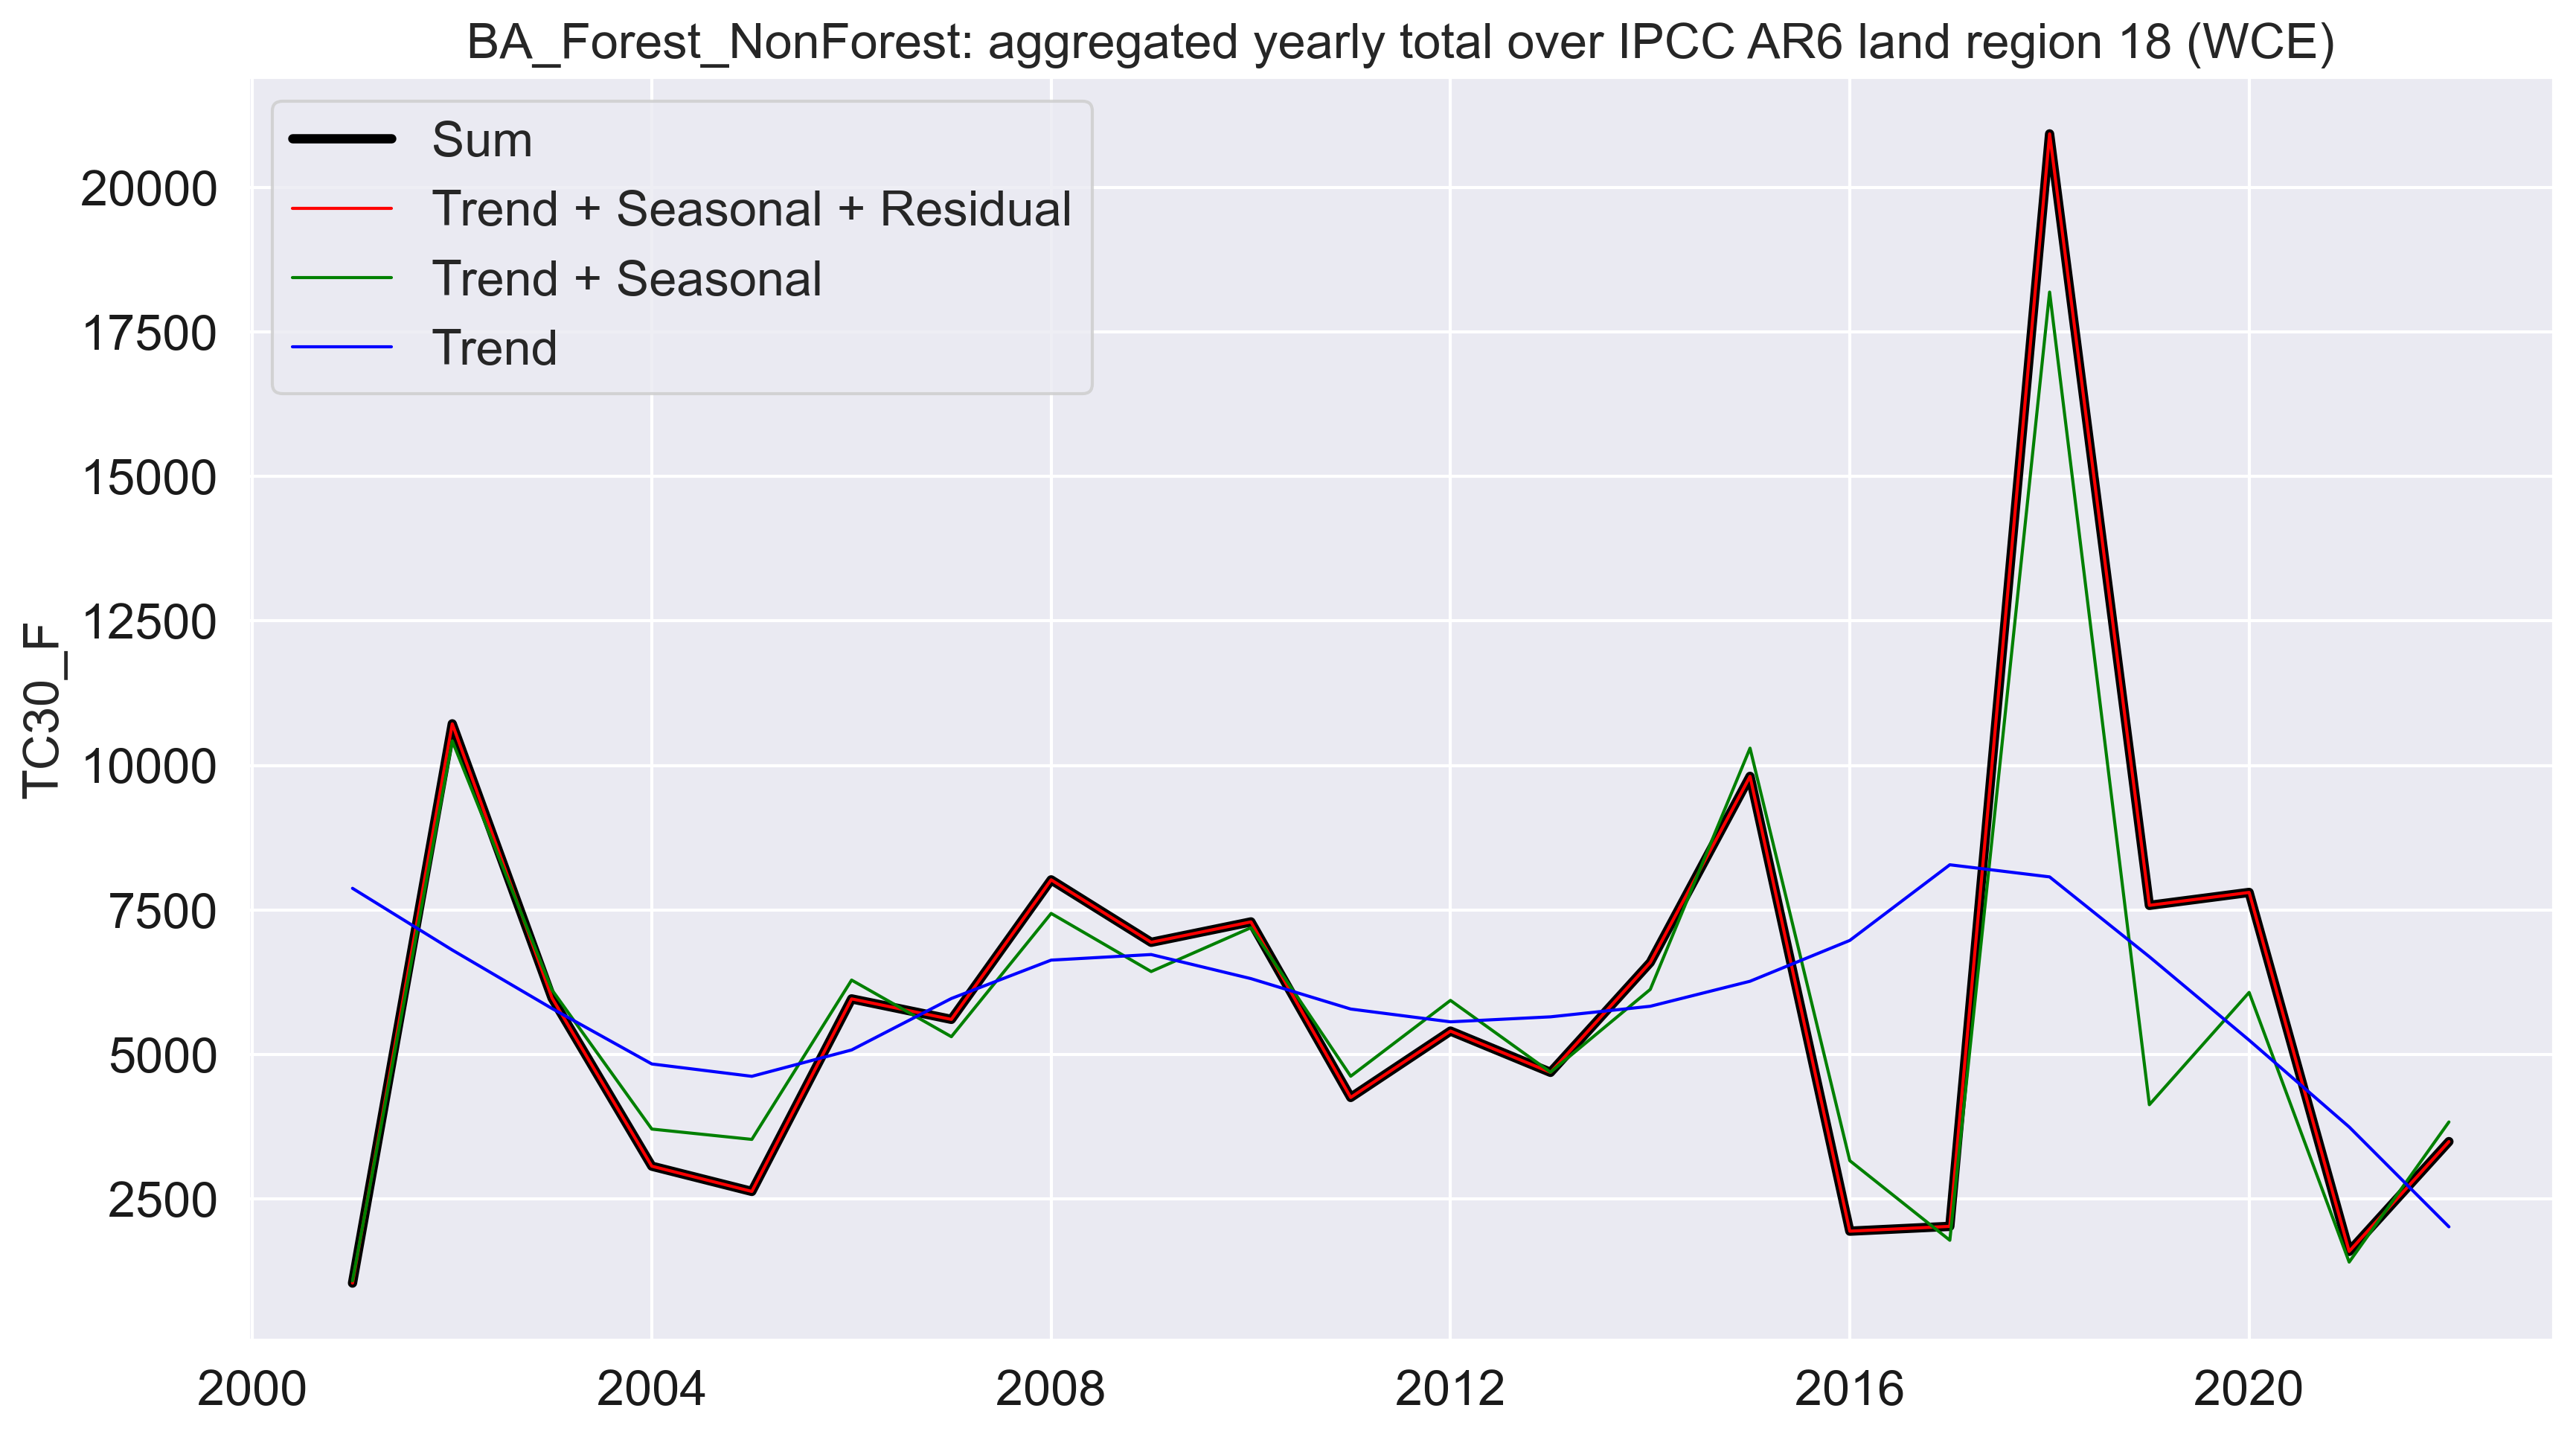 BA_Forest_NonForest: aggregated yearly total over IPCC AR6 land region 18 (WCE)
Sum
Trend + Seasonal + Residual
Trend + Seasonal
Trend
TC30_F
20000
17500
15000
12500
10000
7500
5000
2500
2000
2004
2008
2012
2016
2020